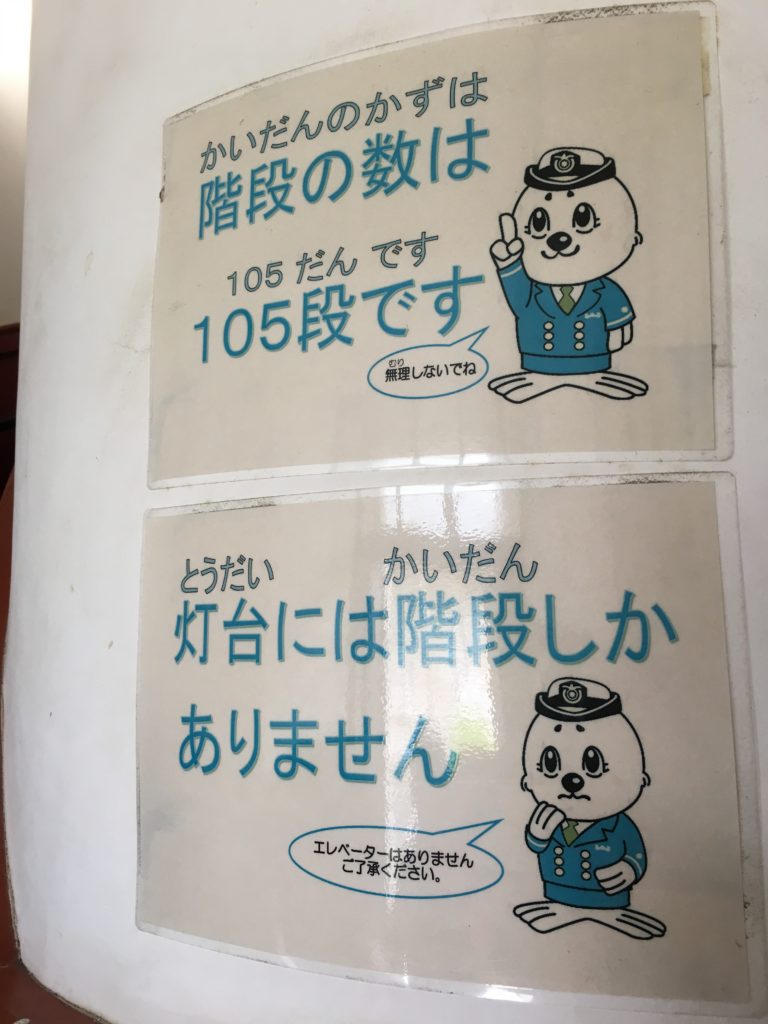 かいだんのかずは
階段の数は
105 だん です
105段です
むり
無理しないでね
とうだい かいだん
灯台には階段しか
ありません
エレベーターはありません
ご了承ください。